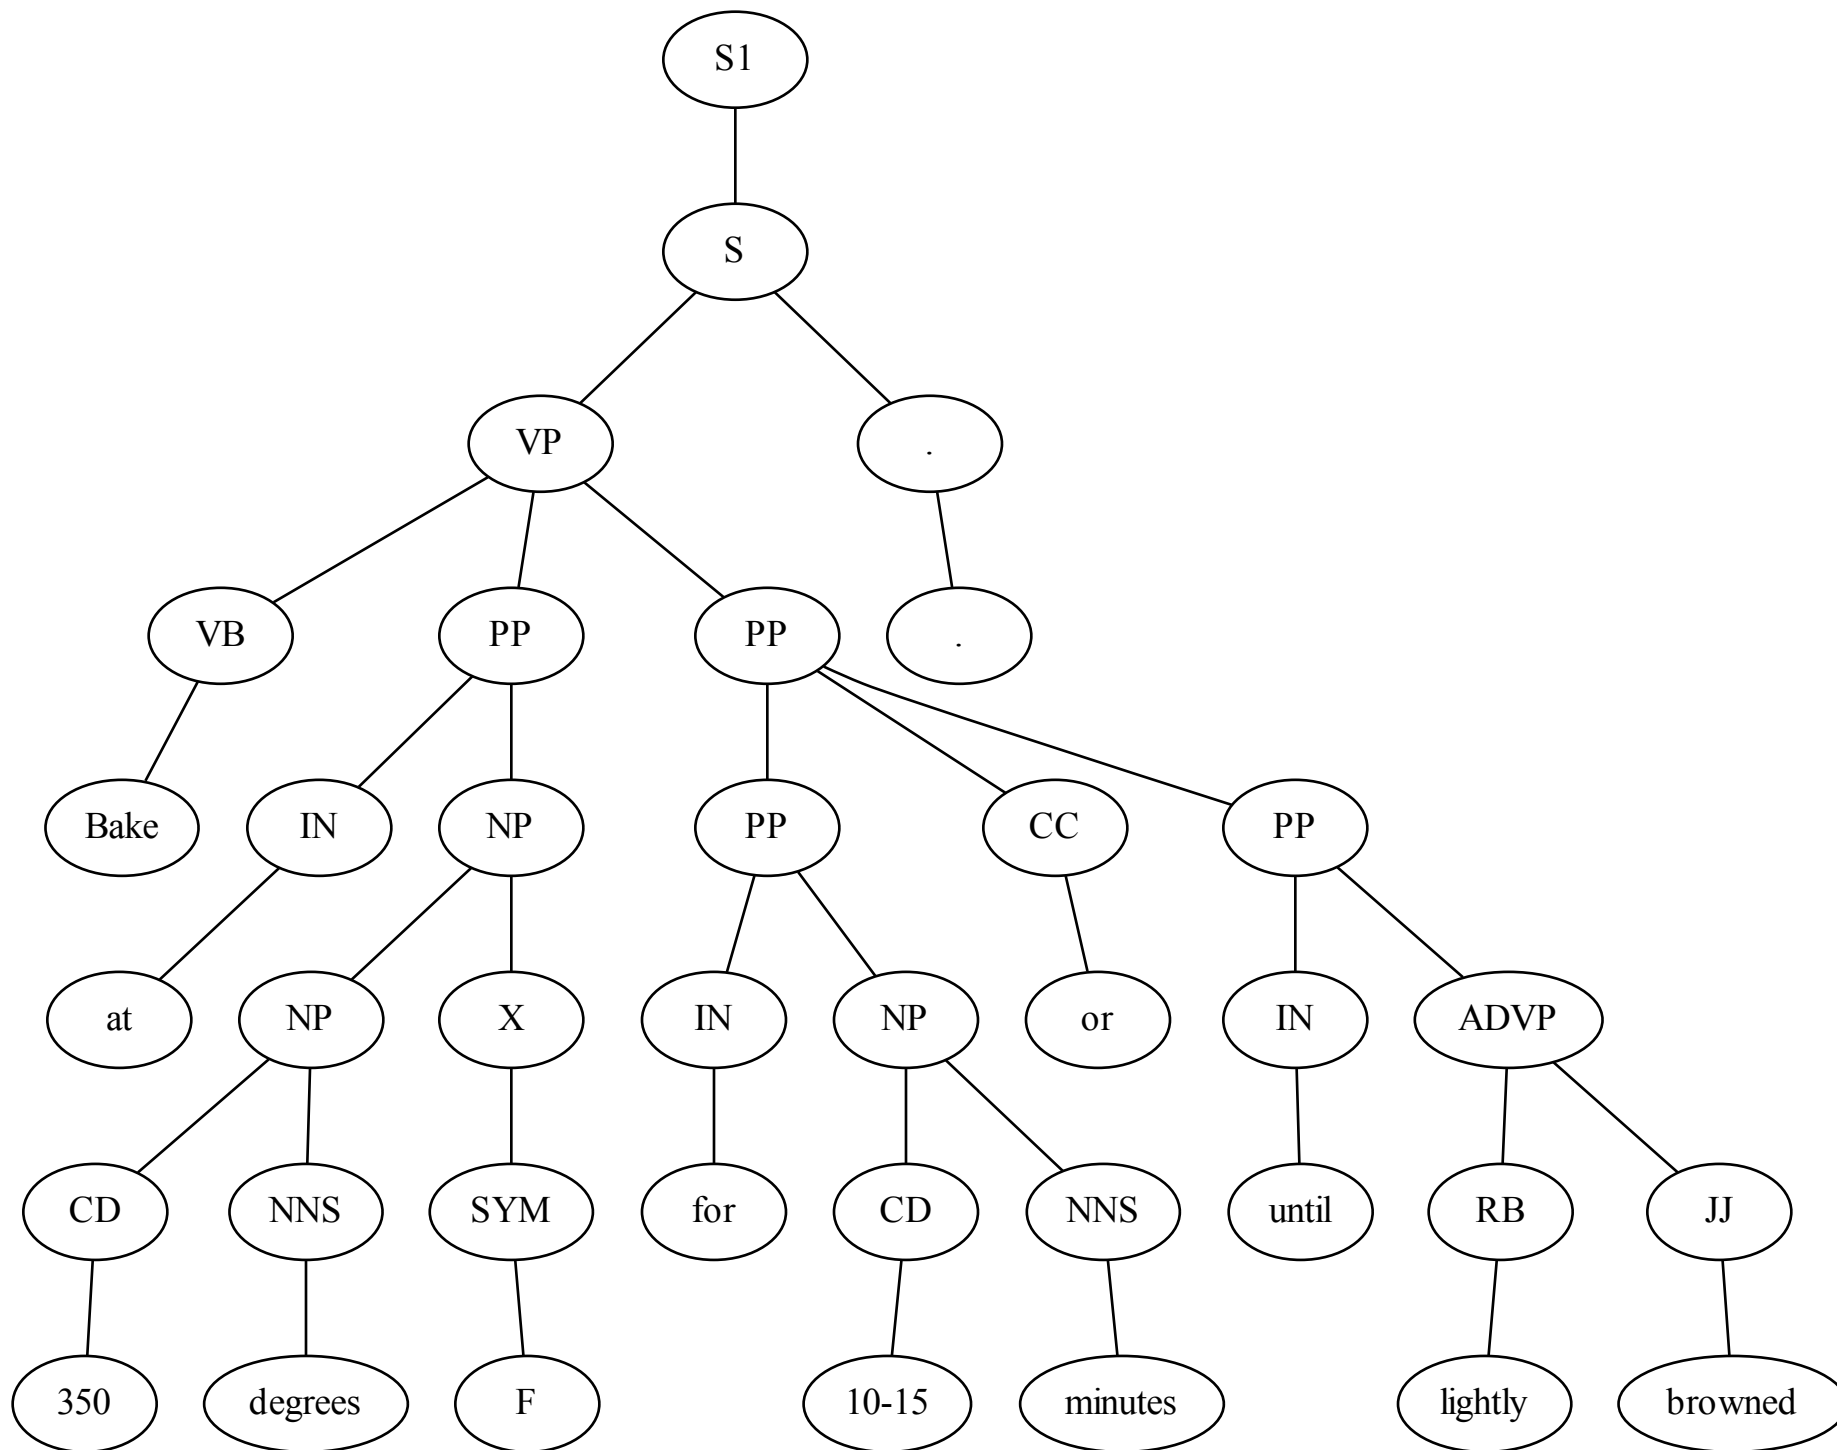 S1
S
VP .
VB PP PP .
Bake IN NP PP CC PP
at NP X IN NP or IN ADVP
CD NNS SYM for CD NNS until RB JJ
350 degrees F 10-15 minutes lightly browned